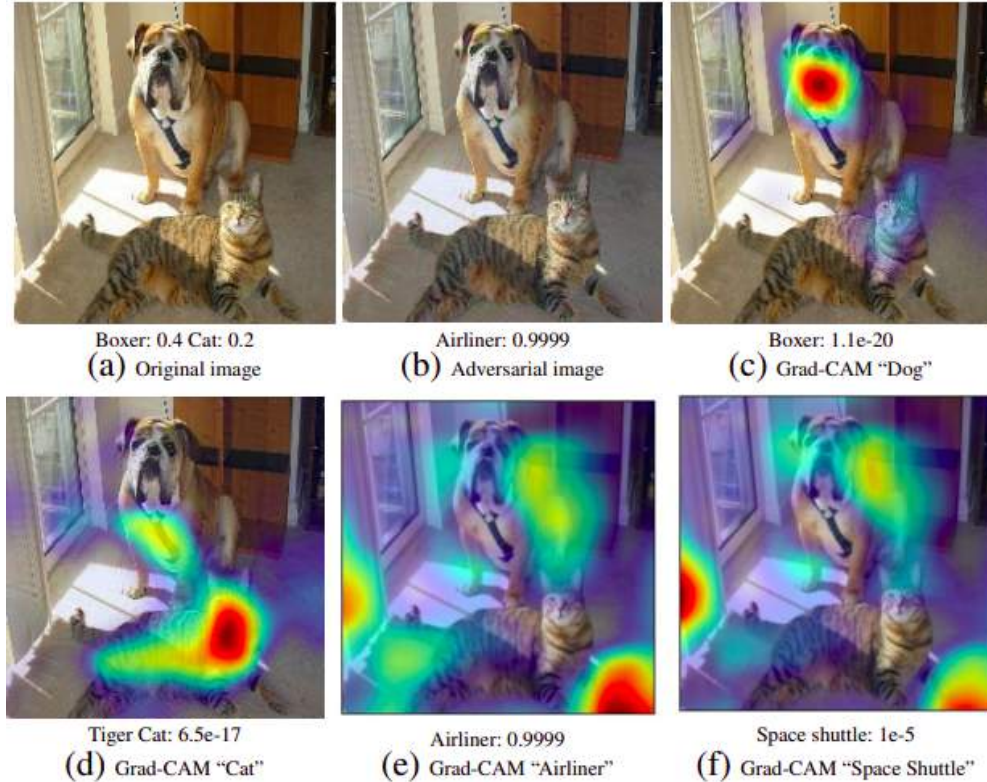 Boxer: 0.4 Cat: 0.2
(a) Original image
Airliner: 0.9999
(b) Adversarial image
Boxer: 1.1e-20
(c) Grad-CAM “Dog”
Tiger Cat: 6.5e-17
(d) Grad-CAM “Cat”
Airliner: 0.9999
(e) Grad-CAM “Airliner”
Space shuttle: 1e-5
(f) Grad-CAM “Space Shuttle”